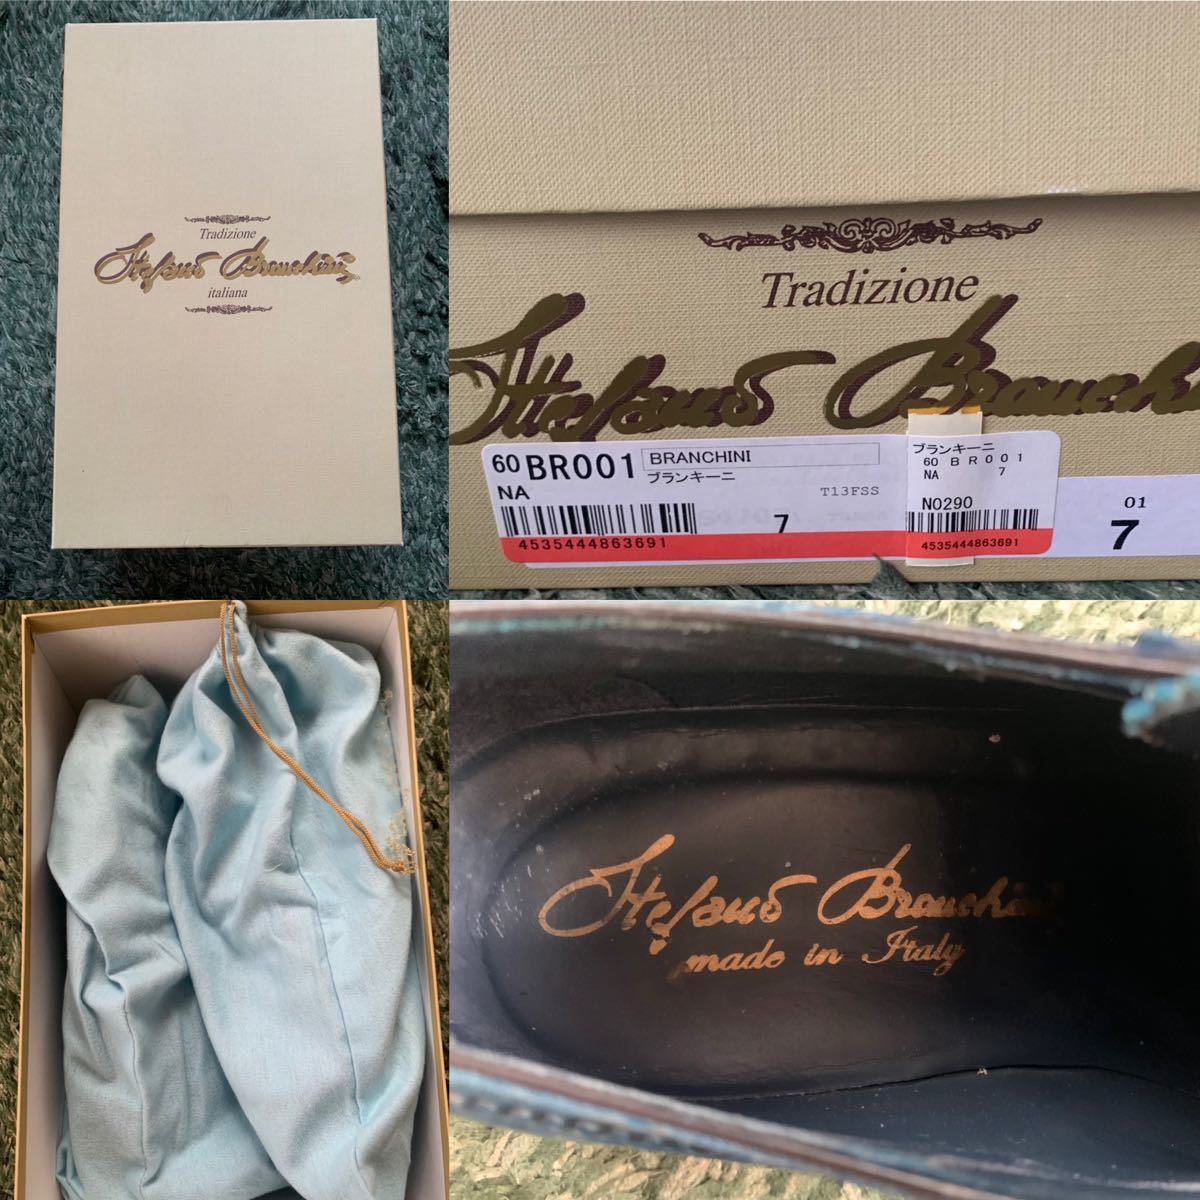 Tradizione
Stefano Branchini
italiana
Tradizione
Stefano Branchi
60 BR001 BRANCHINI
ブランキーニ
NA
T13FSS
7
4535444863691
ブランキーニ
60 BR001
NA 7
N0290
4535444863691
01
7
Stefano Branchini
made in Italy